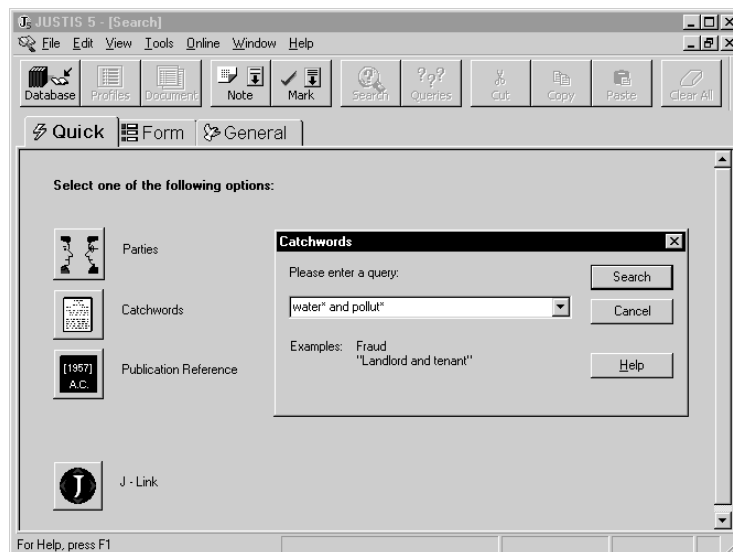 JUSTIS 5 - [Search]
File Edit View Tools Online Window Help
Database Profiles Document Note Mark Search Queries Cut Copy Paste Clear All
Quick Form General
Select one of the following options:
Parties
Catchwords
[1957]
A.C.
Publication Reference
J
J - Link
Catchwords
Please enter a query:
water* and pollut*
Examples: Fraud
"Landlord and tenant"
Search
Cancel
Help
For Help, press F1